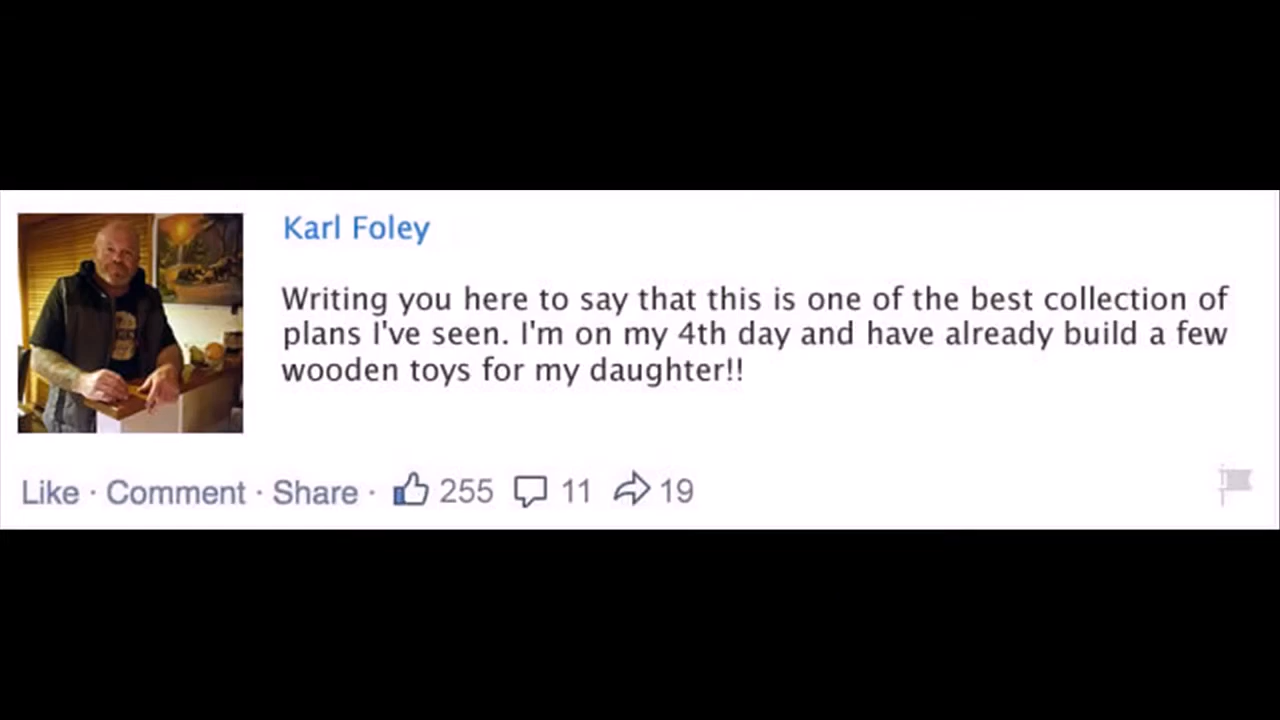 Karl Foley
Writing you here to say that this is one of the best collection of
plans I've seen. I'm on my 4th day and have already build a few
wooden toys for my daughter!!
Like · Comment · Share · 255 11 19